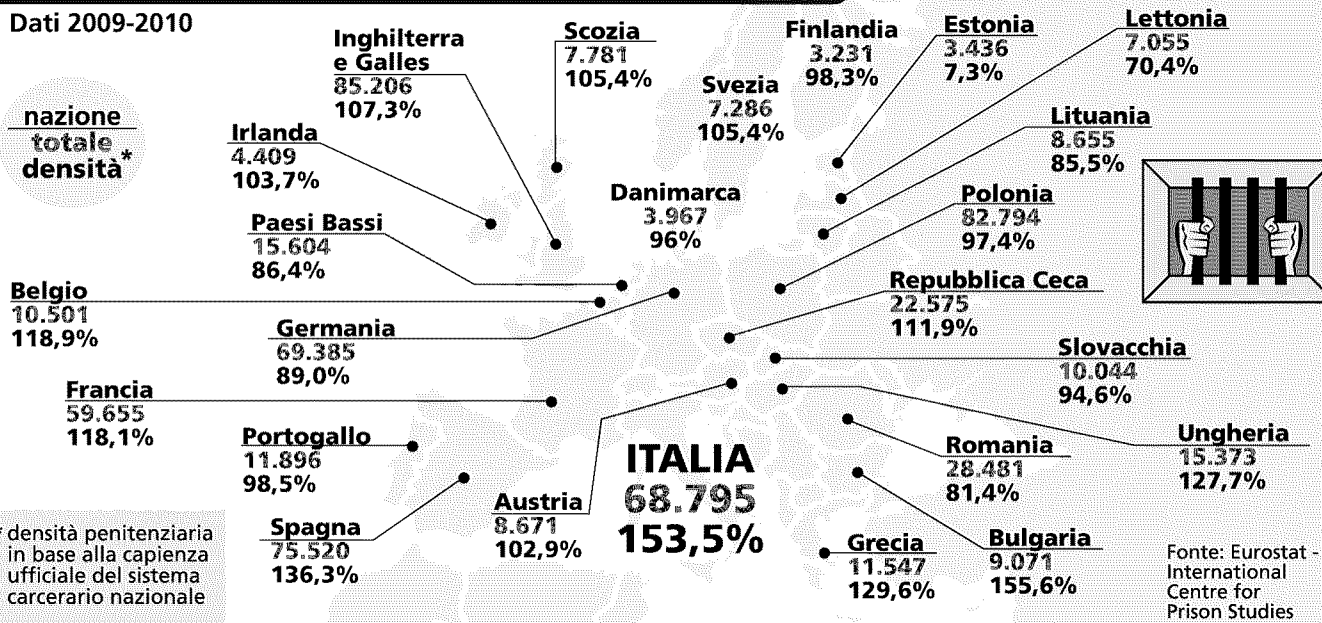 Dati 2009-2010
nazione
totale
densità*
Inghilterra
e Galles
85.206
107,3%
Scozia
7.781
105,4%
Finlandia
3.231
98,3%
Estonia
3.436
7,3%
Lettonia
7.055
70,4%
Svezia
7.286
105,4%
Irlanda
4.409
103,7%
Lituania
8.655
85,5%
Danimarca
3.967
96%
Polonia
82.794
97,4%
Paesi Bassi
15.604
86,4%
Belgio
10.501
118,9%
Repubblica Ceca
22.575
111,9%
Germania
69.385
89,0%
Slovacchia
10.044
94,6%
Francia
59.655
118,1%
Portogallo
11.896
98,5%
ITALIA
68.795
153,5%
Romania
28.481
81,4%
Ungheria
15.373
127,7%
Austria
8.671
102,9%
Spagna
75.520
136,3%
Grecia
11.547
129,6%
Bulgaria
9.071
155,6%
* densità penitenziaria
in base alla capienza
ufficiale del sistema
carcerario nazionale
Fonte: Eurostat -
International
Centre for
Prison Studies